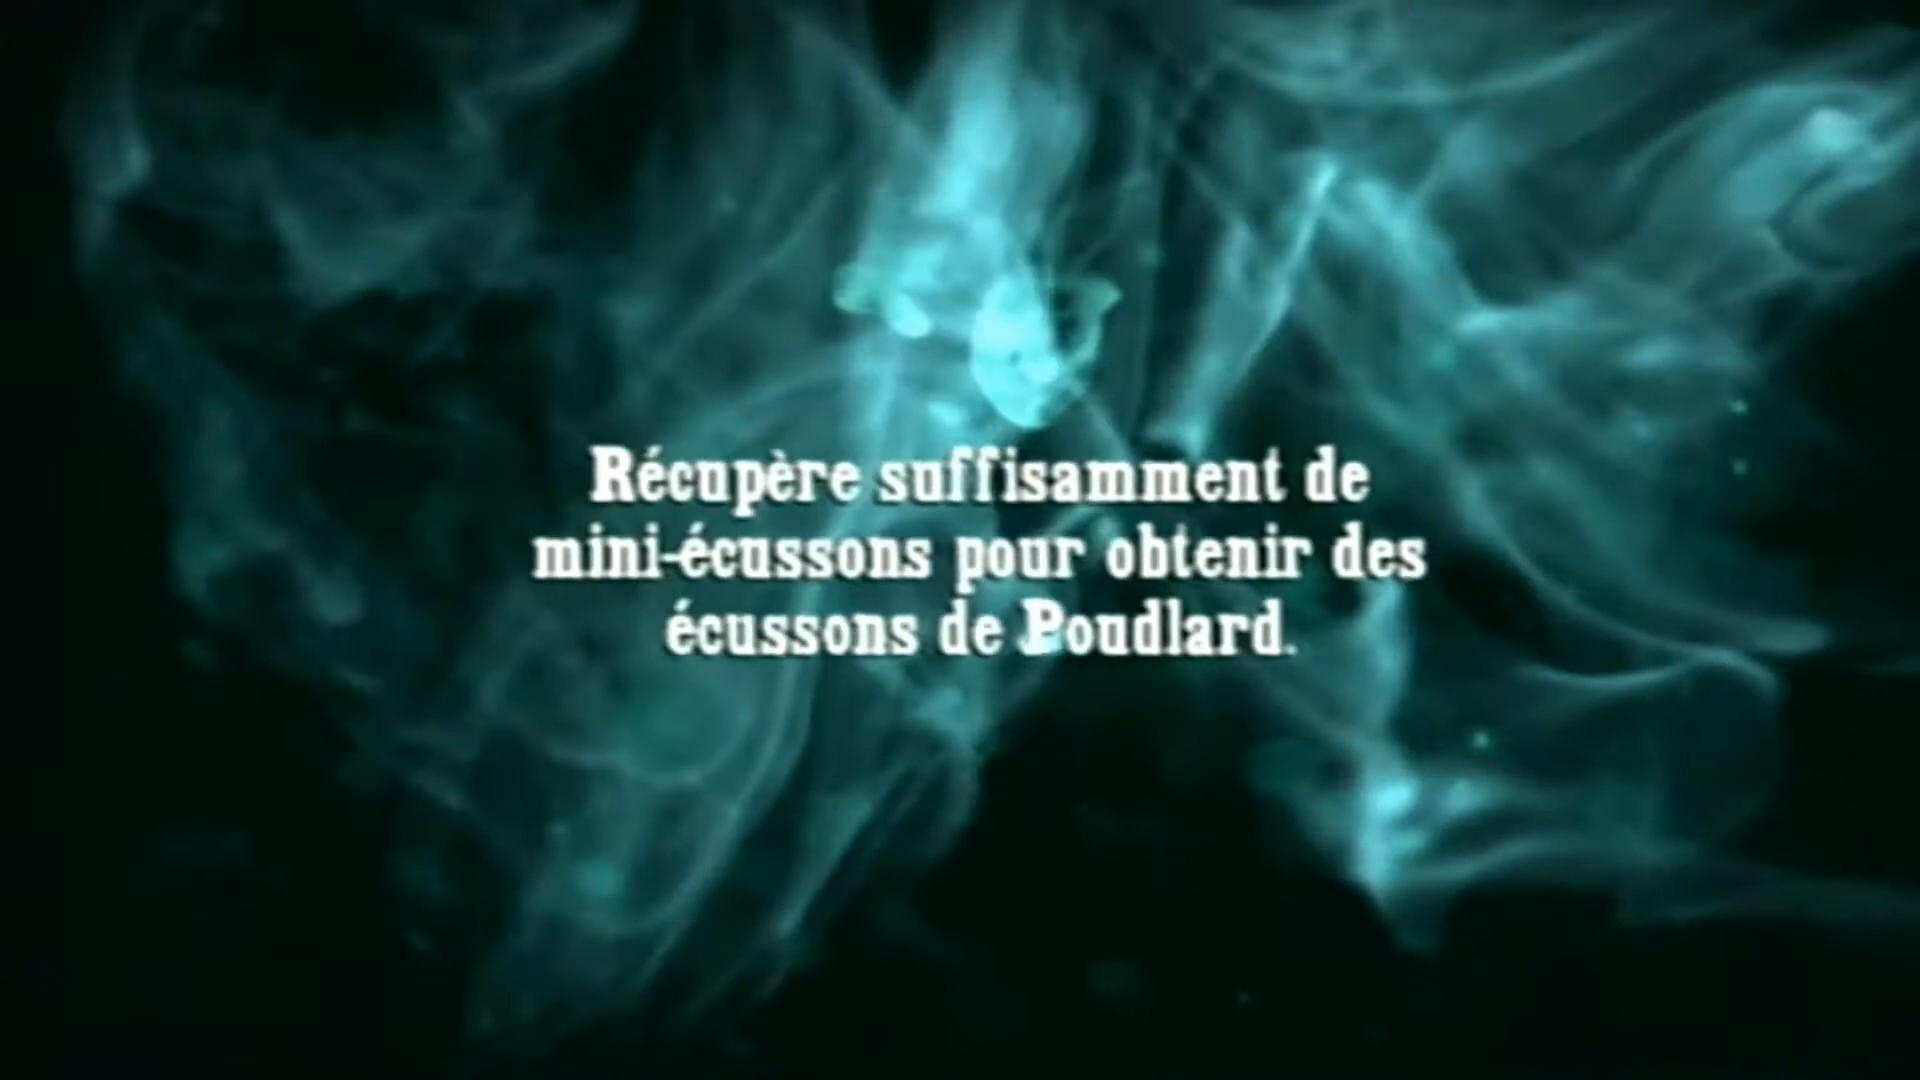 Récupère suffisamment de
mini-écussons pour obtenir des
écussons de Poudlard.